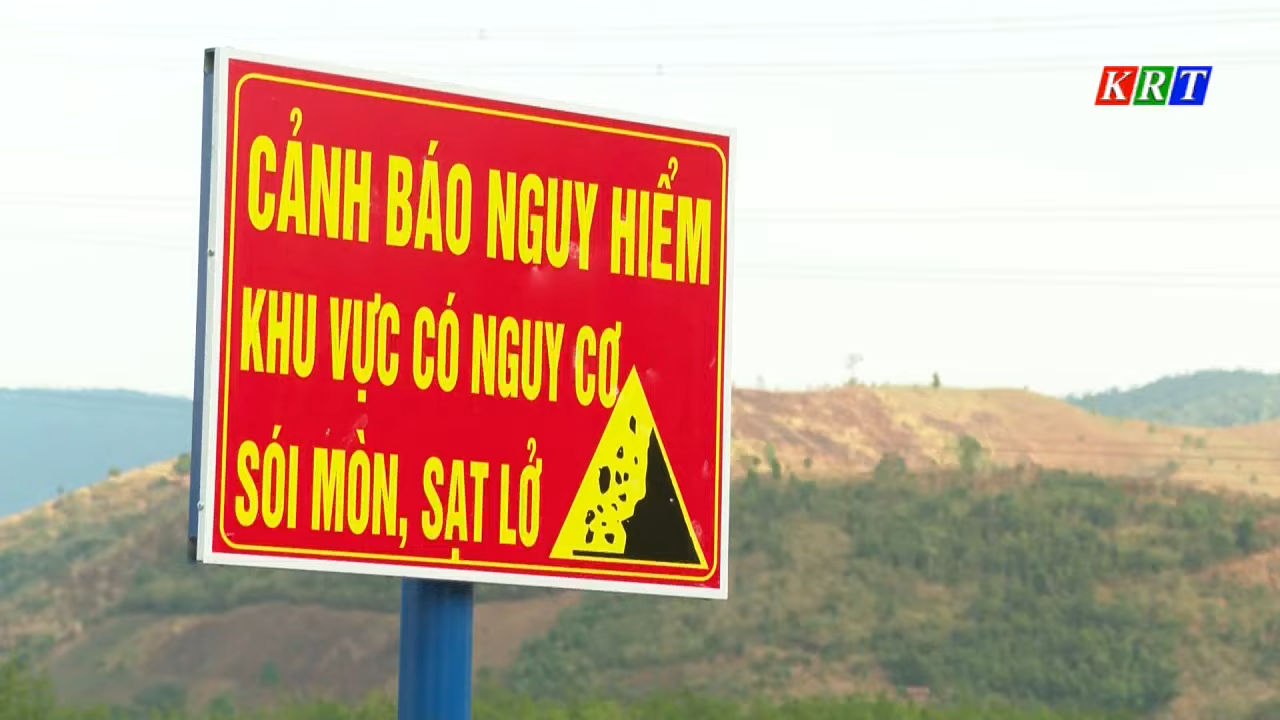 KRT
CẢNH BÁO NGUY HIỂM
KHU VỰC CÓ NGUY CƠ
SÓI MÒN, SẠT LỞ